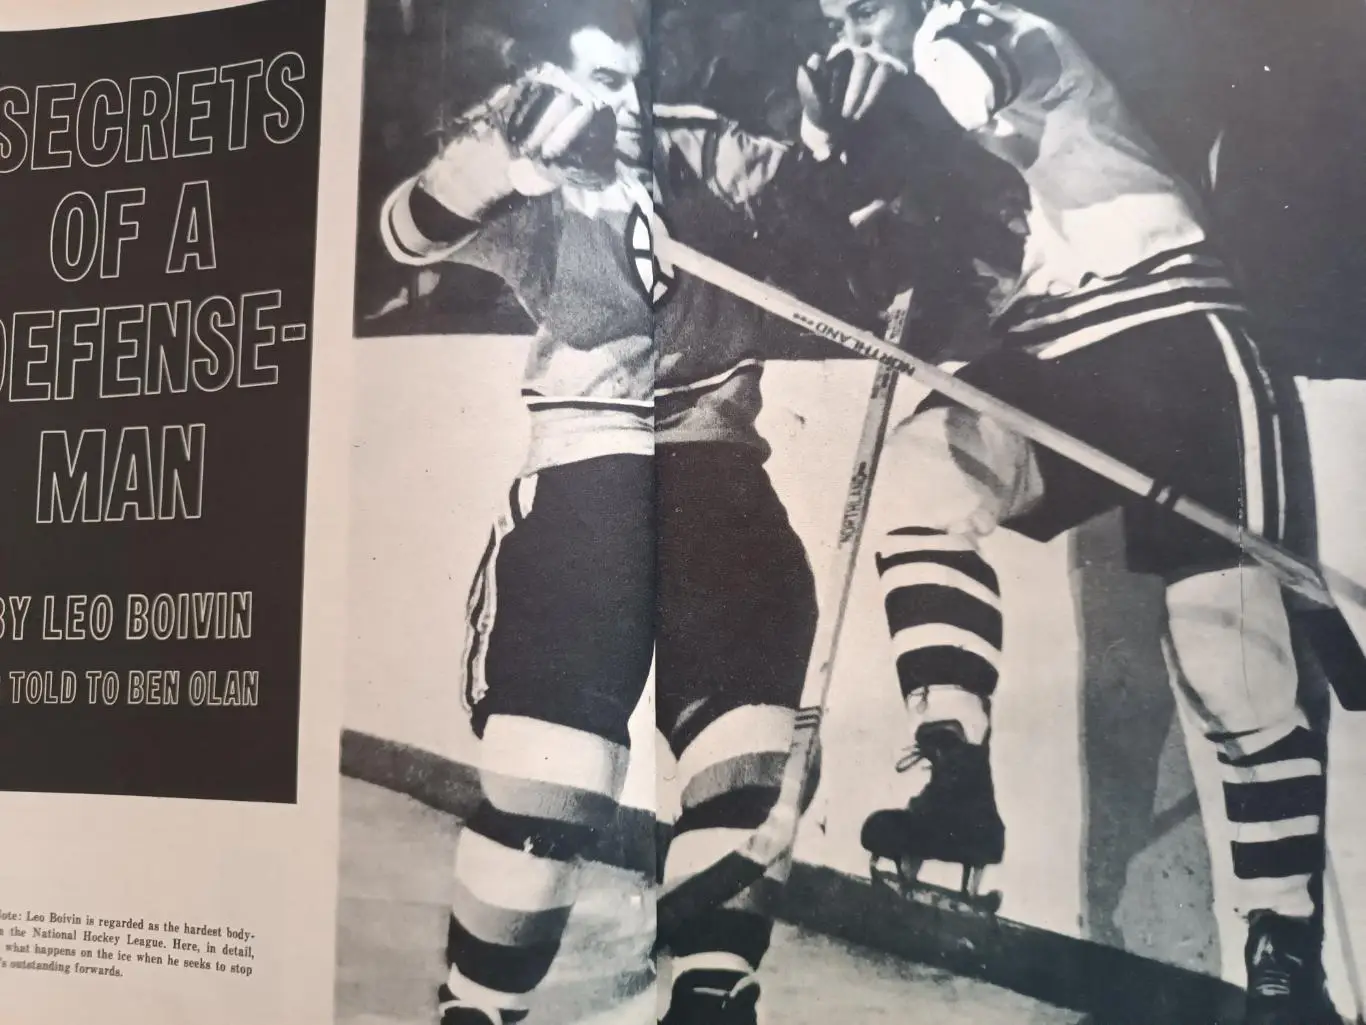 SECRETS
OF A
DEFENSE-
MAN
BY LEO BOIVIN
TOLD TO BEN OLAN
Note: Leo Boivin is regarded as the hardest body-
the National Hockey League. Here, in detail,
what happens on the ice when he seeks to stop
outstanding forwards.
NORTHLAND
NORTHLAND